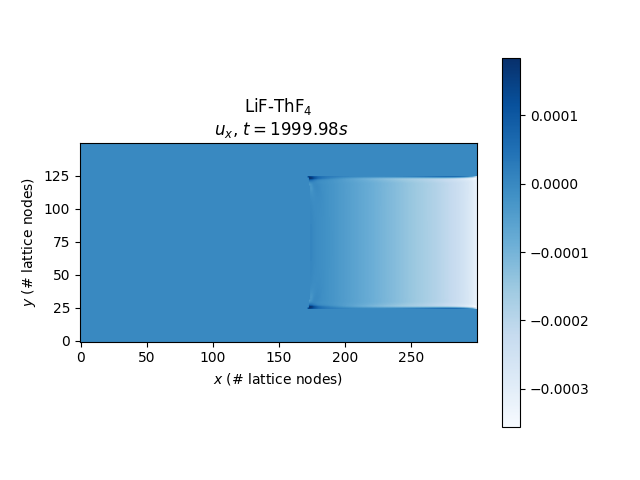 LiF-ThF₄
uₓ, t = 1999.98s
y (# lattice nodes)
125
100
75
50
25
0
0 50 100 150 200 250
x (# lattice nodes)
0.0001
0.0000
−0.0001
−0.0002
−0.0003